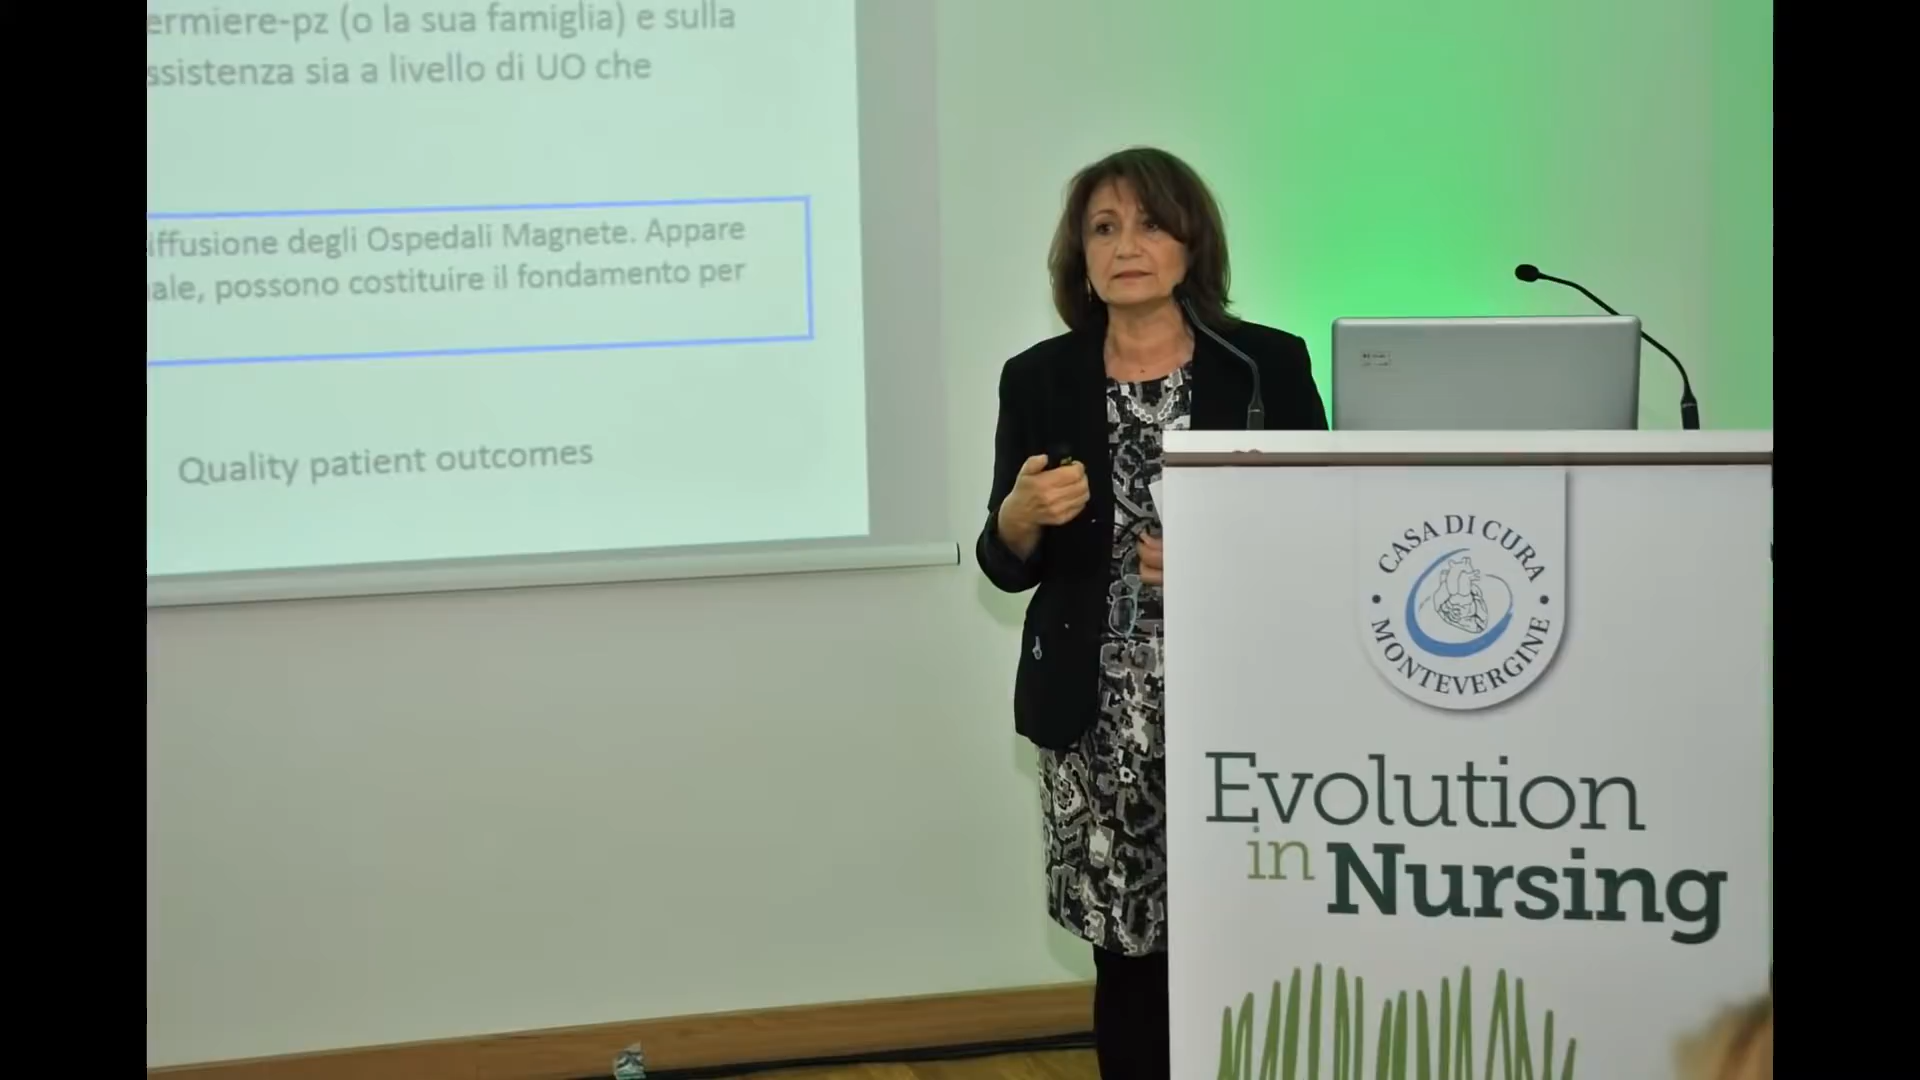 ermiere-pz (o la sua famiglia) e sulla
ssistenza sia a livello di UO che
iffusione degli Ospedali Magnete. Appare
ale, possono costituire il fondamento per
Quality patient outcomes
CASA DI CURA
• MONTEVERGINE •
Evolution
in Nursing